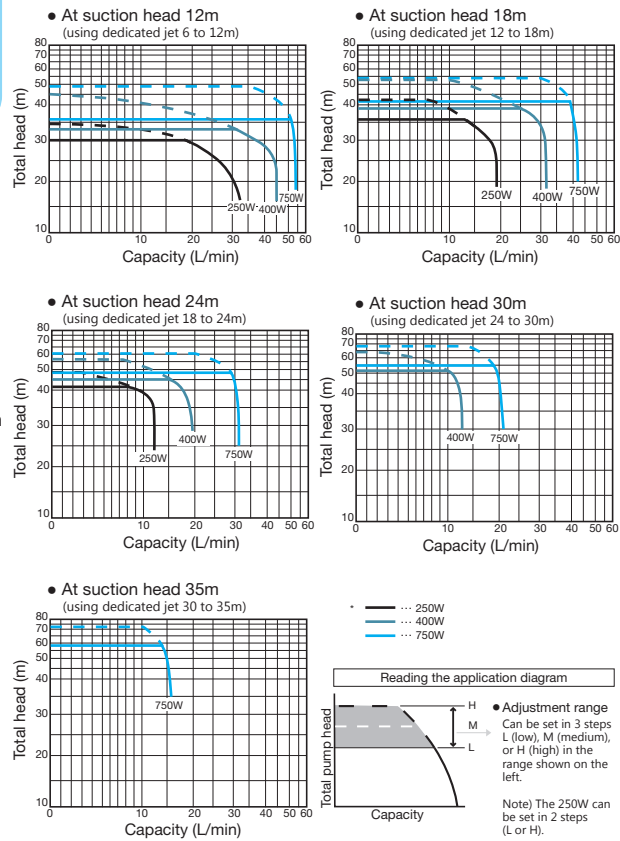 ● At suction head 12m
(using dedicated jet 6 to 12m)
80
70
60
50
40
30
20
10
Total head (m)
250W
400W
750W
0 10 20 30 40 50 60
Capacity (L/min)
● At suction head 18m
(using dedicated jet 12 to 18m)
80
70
60
50
40
30
20
10
Total head (m)
250W
400W
750W
0 10 20 30 40 50 60
Capacity (L/min)
● At suction head 24m
(using dedicated jet 18 to 24m)
80
70
60
50
40
30
20
10
Total head (m)
250W
400W
750W
0 10 20 30 40 50 60
Capacity (L/min)
● At suction head 30m
(using dedicated jet 24 to 30m)
80
70
60
50
40
30
20
10
Total head (m)
400W
750W
0 10 20 30 40 50 60
Capacity (L/min)
● At suction head 35m
(using dedicated jet 30 to 35m)
80
70
60
50
40
30
20
10
Total head (m)
750W
0 10 20 30 40 50 60
Capacity (L/min)
* ··· 250W
··· 400W
··· 750W
Reading the application diagram
Total pump head
H
M
L
Capacity
● Adjustment range
Can be set in 3 steps
L (low), M (medium),
or H (high) in the
range shown on the
left.
Note) The 250W can
be set in 2 steps
(L or H).